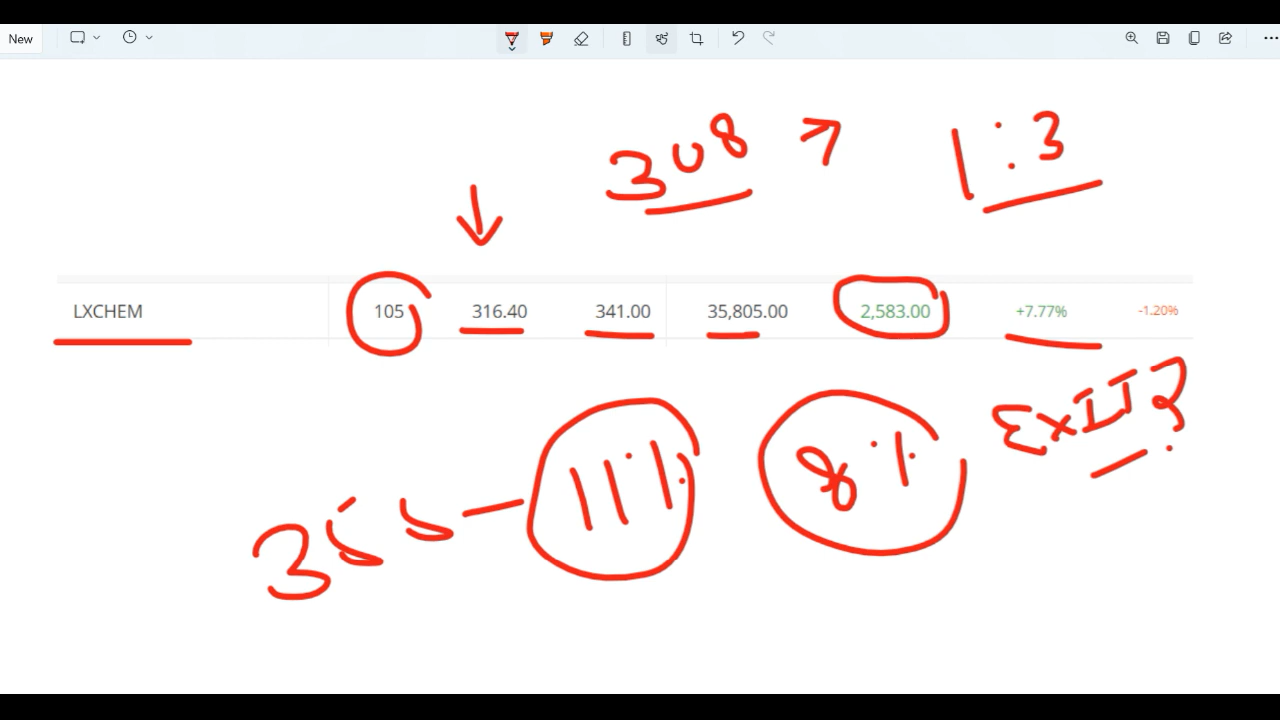 New
308 → 1:3
LXCHEM 105 316.40 341.00 35,805.00 2,583.00 +7.77% -1.20%
EXIT?
355 — 11% 8%